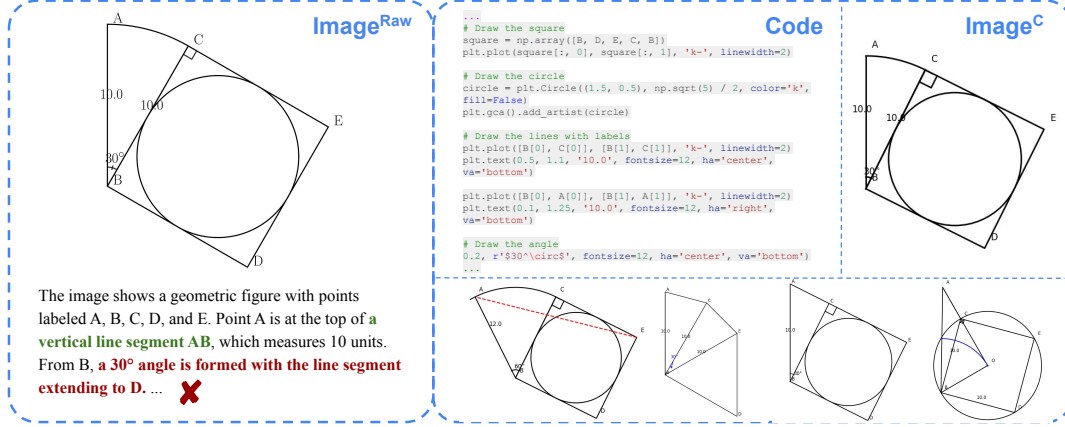 Image^Raw
A
C
10.0
10.0
E
30°
B
D
The image shows a geometric figure with points
labeled A, B, C, D, and E. Point A is at the top of a
vertical line segment AB, which measures 10 units.
From B, a 30° angle is formed with the line segment
extending to D. ... ✘
Code
...
# Draw the square
square = np.array([B, D, E, C, B])
plt.plot(square[:, 0], square[:, 1], 'k-', linewidth=2)
# Draw the circle
circle = plt.Circle((1.5, 0.5), np.sqrt(5) / 2, color='k',
fill=False)
plt.gca().add_artist(circle)
# Draw the lines with labels
plt.plot([B[0], C[0]], [B[1], C[1]], 'k-', linewidth=2)
plt.text(0.5, 1.1, '10.0', fontsize=12, ha='center',
va='bottom')
plt.plot([B[0], A[0]], [B[1], A[1]], 'k-', linewidth=2)
plt.text(0.1, 1.25, '10.0', fontsize=12, ha='right',
va='bottom')
# Draw the angle
0.2, r'$30^\circ$', fontsize=12, ha='center', va='bottom')
...
Image^C
A
C
10.0
10.0
E
30°
B
D
A
C
12.0
E
B
D
A
C
E
10.0
10.0
10.0
30°
B
D
A
C
10.0
E
30°
B
D
A
C
E
10.0
O
B
10.0
D